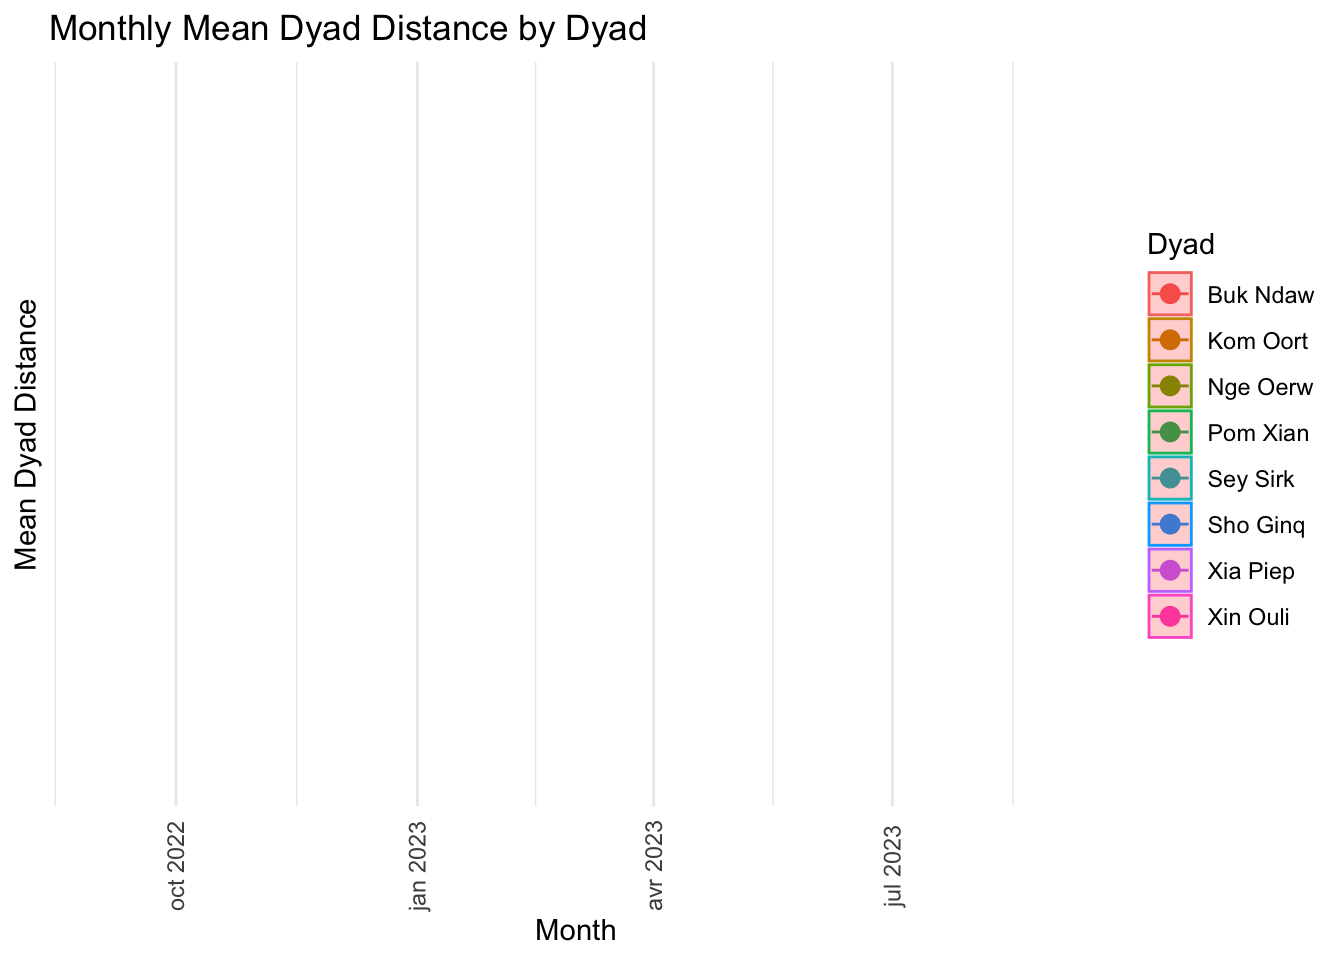 Monthly Mean Dyad Distance by Dyad
Mean Dyad Distance
oct 2022
jan 2023
avr 2023
jul 2023
Month
Dyad
Buk Ndaw
Kom Oort
Nge Oerw
Pom Xian
Sey Sirk
Sho Ginq
Xia Piep
Xin Ouli